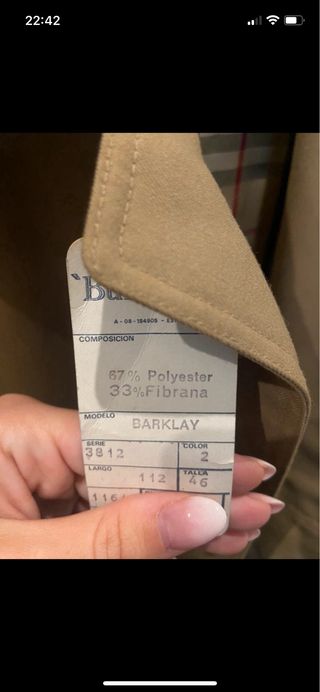 22:42
COMPOSICION
67% Polyester
33%Fibrana
MODELO
BARKLAY
SERIE
COLOR
3812
2
LARGO
TALLA
112
46